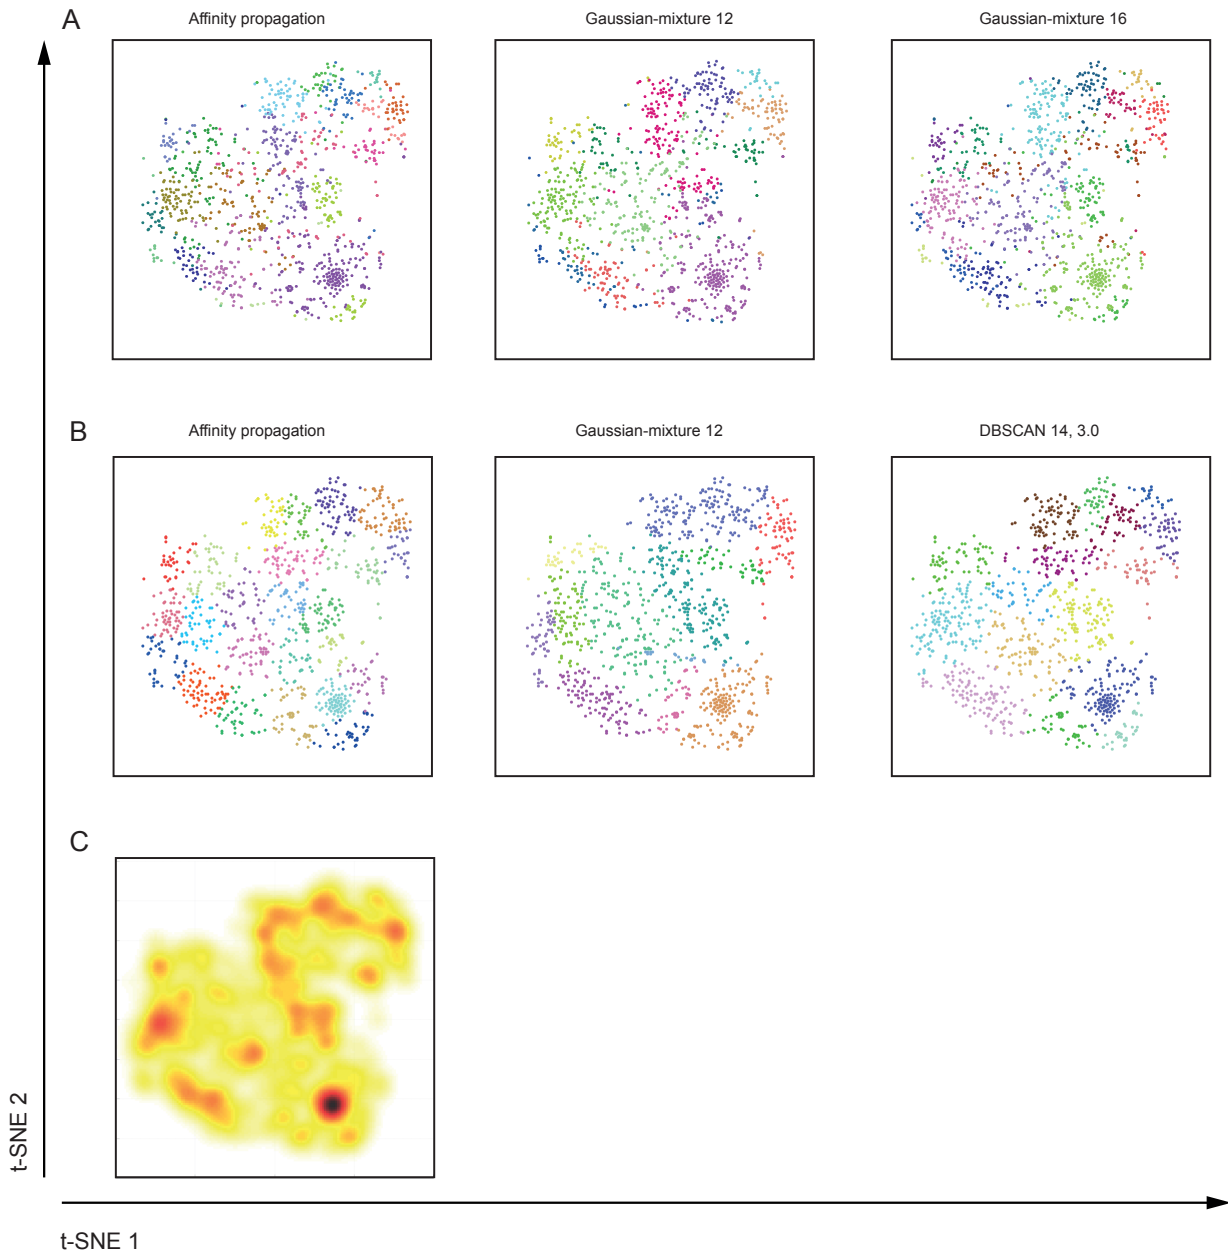 A
Affinity propagation
Gaussian-mixture 12
Gaussian-mixture 16
B
Affinity propagation
Gaussian-mixture 12
DBSCAN 14, 3.0
C
t-SNE 2
t-SNE 1